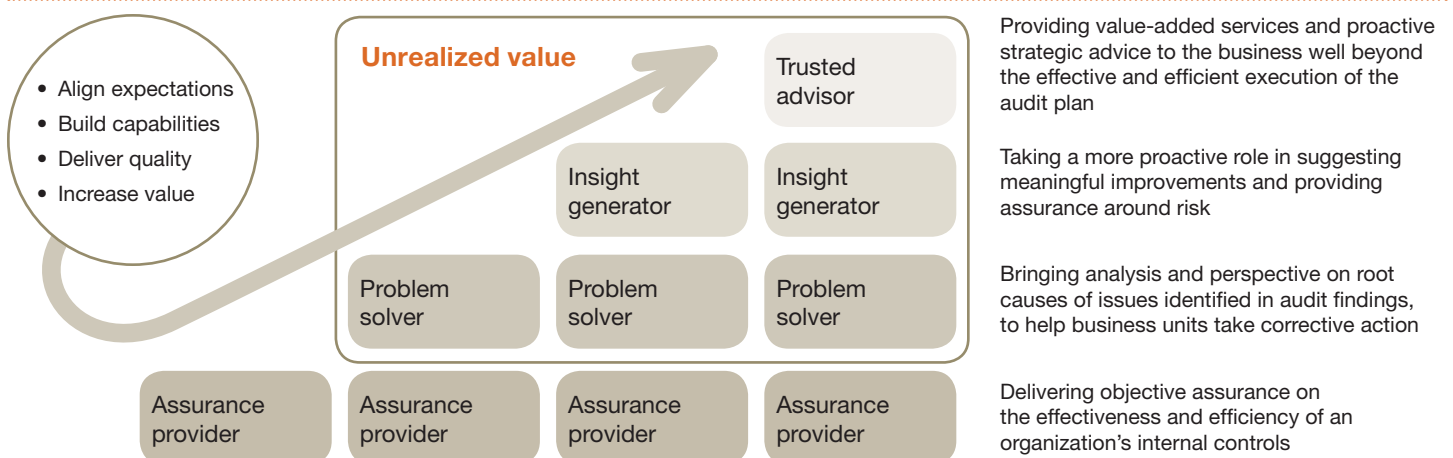 • Align expectations
• Build capabilities
• Deliver quality
• Increase value
Unrealized value
Trusted
advisor
Providing value-added services and proactive
strategic advice to the business well beyond
the effective and efficient execution of the
audit plan
Insight
generator
Insight
generator
Taking a more proactive role in suggesting
meaningful improvements and providing
assurance around risk
Problem
solver
Problem
solver
Problem
solver
Bringing analysis and perspective on root
causes of issues identified in audit findings,
to help business units take corrective action
Assurance
provider
Assurance
provider
Assurance
provider
Assurance
provider
Delivering objective assurance on
the effectiveness and efficiency of an
organization’s internal controls